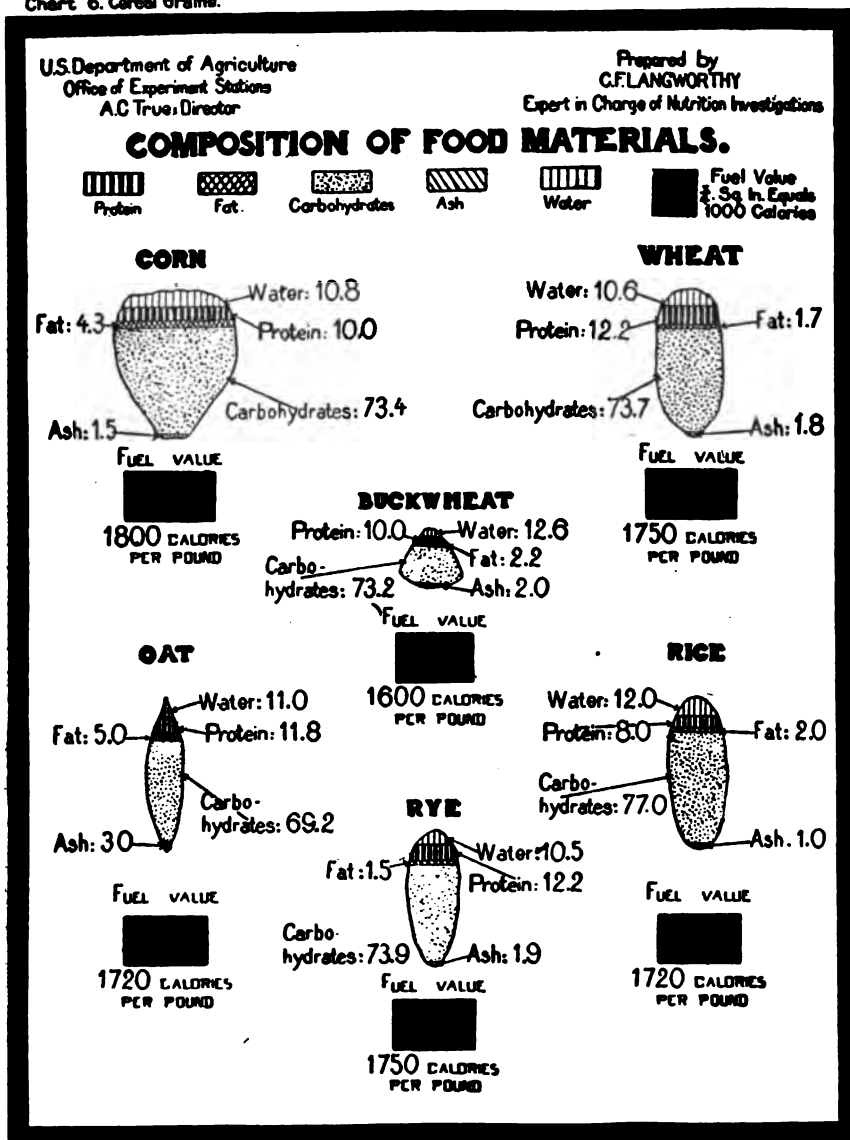 Chart 6. Cereal Grains.
U.S. Department of Agriculture
Office of Experiment Stations
A.C True: Director
Prepared by
C.F. LANGWORTHY
Expert in Charge of Nutrition Investigations
COMPOSITION OF FOOD MATERIALS.
Protein
Fat.
Carbohydrates
Ash
Water
Fuel Value
Sq. In. Equals
1000 Calories
CORN
Water: 10.8
Fat: 4.3
Protein: 10.0
Carbohydrates: 73.4
Ash: 1.5
FUEL VALUE
1800 CALORIES
PER POUND
WHEAT
Water: 10.6
Protein: 12.2
Fat: 1.7
Carbohydrates: 73.7
Ash: 1.8
FUEL VALUE
1750 CALORIES
PER POUND
BUCKWHEAT
Protein: 10.0
Water: 12.6
Fat: 2.2
Carbo-
hydrates: 73.2
Ash: 2.0
FUEL VALUE
1600 CALORIES
PER POUND
OAT
Water: 11.0
Fat: 5.0
Protein: 11.8
Carbo-
hydrates: 69.2
Ash: 30
FUEL VALUE
1720 CALORIES
PER POUND
RYE
Water: 10.5
Fat: 1.5
Protein: 12.2
Carbo-
hydrates: 73.9
Ash: 1.9
FUEL VALUE
1750 CALORIES
PER POUND
RICE
Water: 12.0
Protein: 8.0
Fat: 2.0
Carbo-
hydrates: 77.0
Ash. 1.0
FUEL VALUE
1720 CALORIES
PER POUND